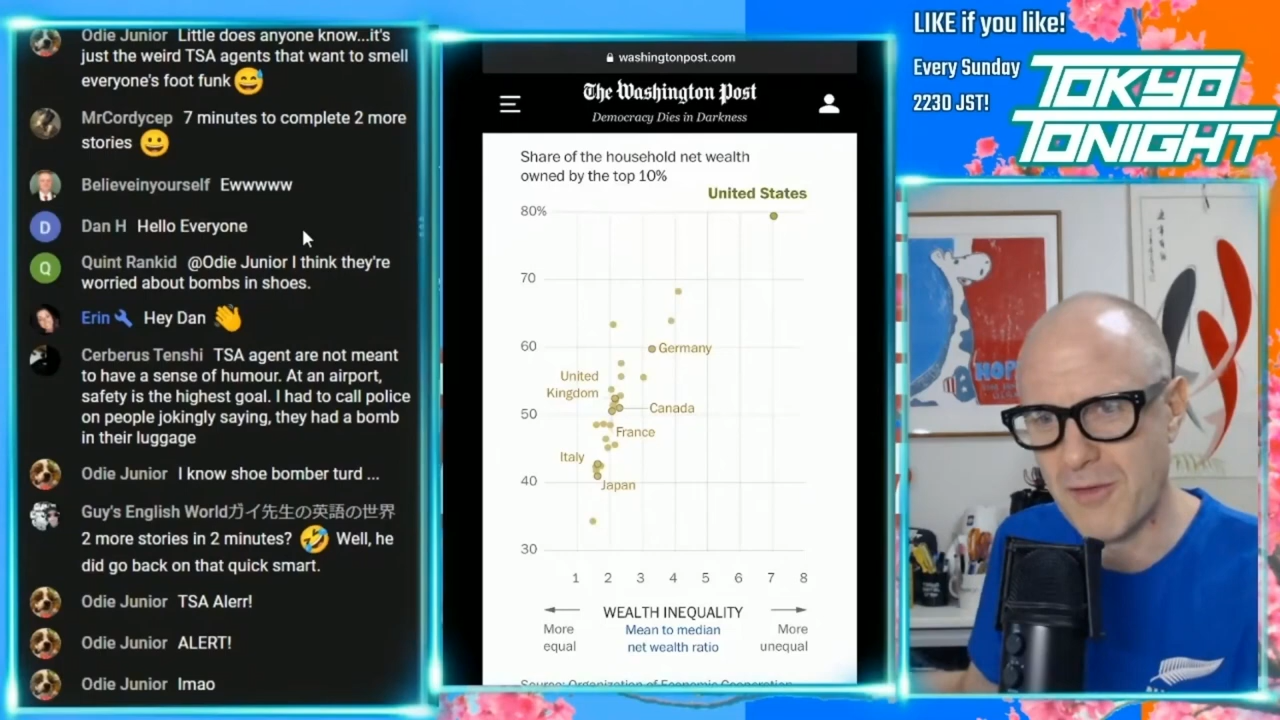 Odie Junior Little does anyone know...it's
just the weird TSA agents that want to smell
everyone's foot funk 😅
MrCodycep 7 minutes to complete 2 more
stories 😀
Believeinyourself Ewwwww
D Dan H Hello Everyone
Q Quint Rankid @Odie Junior I think they're
worried about bombs in shoes.
Erin Hey Dan 👋
Cerberus Tenshi TSA agent are not meant
to have a sense of humour. At an airport,
safety is the highest goal. I had to call police
on people jokingly saying, they had a bomb
in their luggage
Odie Junior I know shoe bomber turd ...
Guy's English Worldガイ先生の英語の世界
2 more stories in 2 minutes? 🤣 Well, he
did go back on that quick smart.
Odie Junior TSA Alerr!
Odie Junior ALERT!
Odie Junior lmao
washingtonpost.com
The Washington Post
Democracy Dies in Darkness
Share of the household net wealth
owned by the top 10%
United States
80%
70
60
Germany
United
Kingdom
50
Canada
France
Italy
40
Japan
30
1 2 3 4 5 6 7 8
WEALTH INEQUALITY
More
equal
Mean to median
net wealth ratio
More
unequal
Source: Organization of Economic Cooperation
LIKE if you like!
Every Sunday
2230 JST!
TOKYO
TONIGHT
HOP